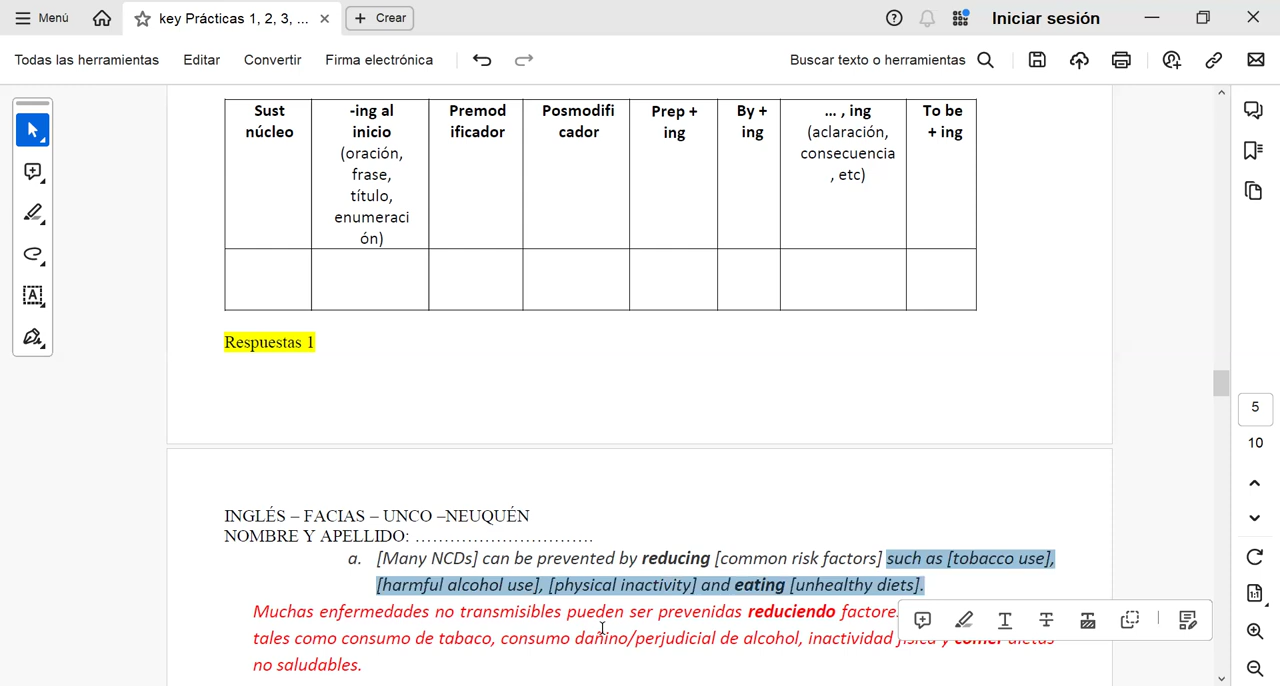 Menú
key Prácticas 1, 2, 3, ...
Crear
Iniciar sesión
Todas las herramientas
Editar
Convertir
Firma electrónica
Buscar texto o herramientas
Sust núcleo
-ing al inicio (oración, frase, título, enumeraci ón)
Premod ificador
Posmodifi cador
Prep + ing
By + ing
... , ing (aclaración, consecuencia , etc)
To be + ing
Respuestas 1
INGLÉS – FACIAS – UNCO –NEUQUÉN
NOMBRE Y APELLIDO: ..............................
a. [Many NCDs] can be prevented by reducing [common risk factors] such as [tobacco use],
[harmful alcohol use], [physical inactivity] and eating [unhealthy diets].
Muchas enfermedades no transmisibles pueden ser prevenidas reduciendo factore
tales como consumo de tabaco, consumo dañino/perjudicial de alcohol, inactividad física y comer dietas
no saludables.
5
10